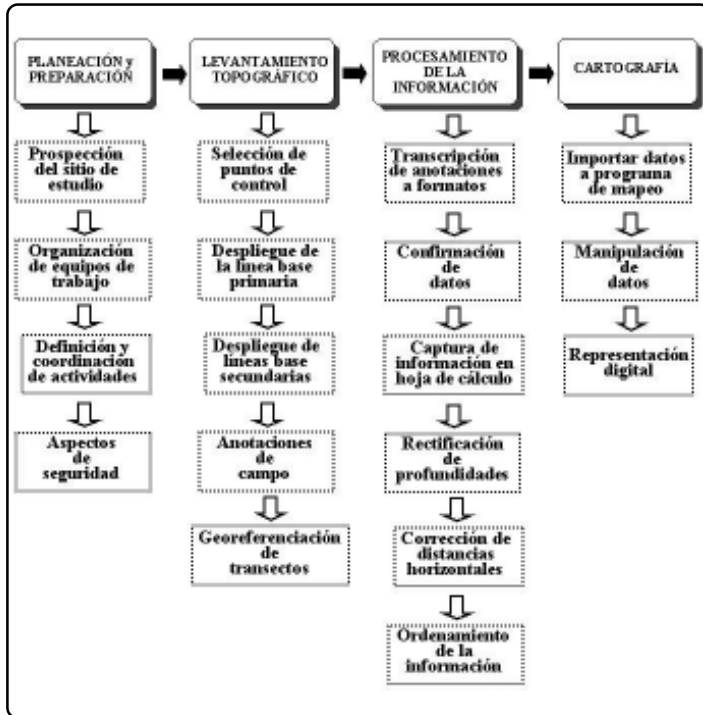 PLANEACIÓN y
PREPARACIÓN
Prospección
del sitio de
estudio
Organización
de equipos de
trabajo
Definición y
coordinación
de actividades
Aspectos
de
seguridad
LEVANTAMIENTO
TOPOGRÁFICO
Selección de
puntos de
control
Despliegue de
la línea base
primaria
Despliegue de
líneas base
secundarias
Anotaciones
de
campo
Georeferenciación
de
transectos
PROCESAMIENTO
DE LA
INFORMACIÓN
Transcripción
de anotaciones
a formatos
Confirmación
de
datos
Captura de
información en
hoja de cálculo
Rectificación
de
profundidades
Corrección de
distancias
horizontales
Ordenamiento
de la
información
CARTOGRAFÍA
Importar datos
a programa
de mapeo
Manipulación
de
datos
Representación
digital